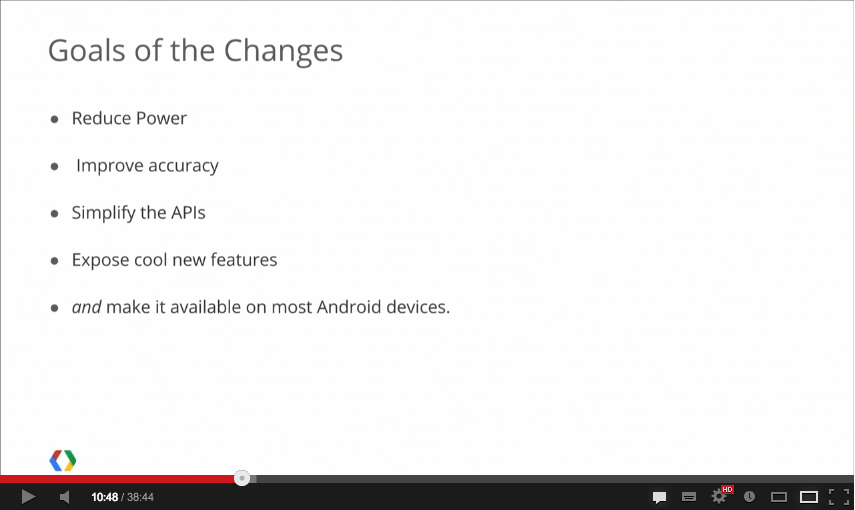 Goals of the Changes
● Reduce Power
● Improve accuracy
● Simplify the APIs
● Expose cool new features
● and make it available on most Android devices.
10:48 / 38:44
HD